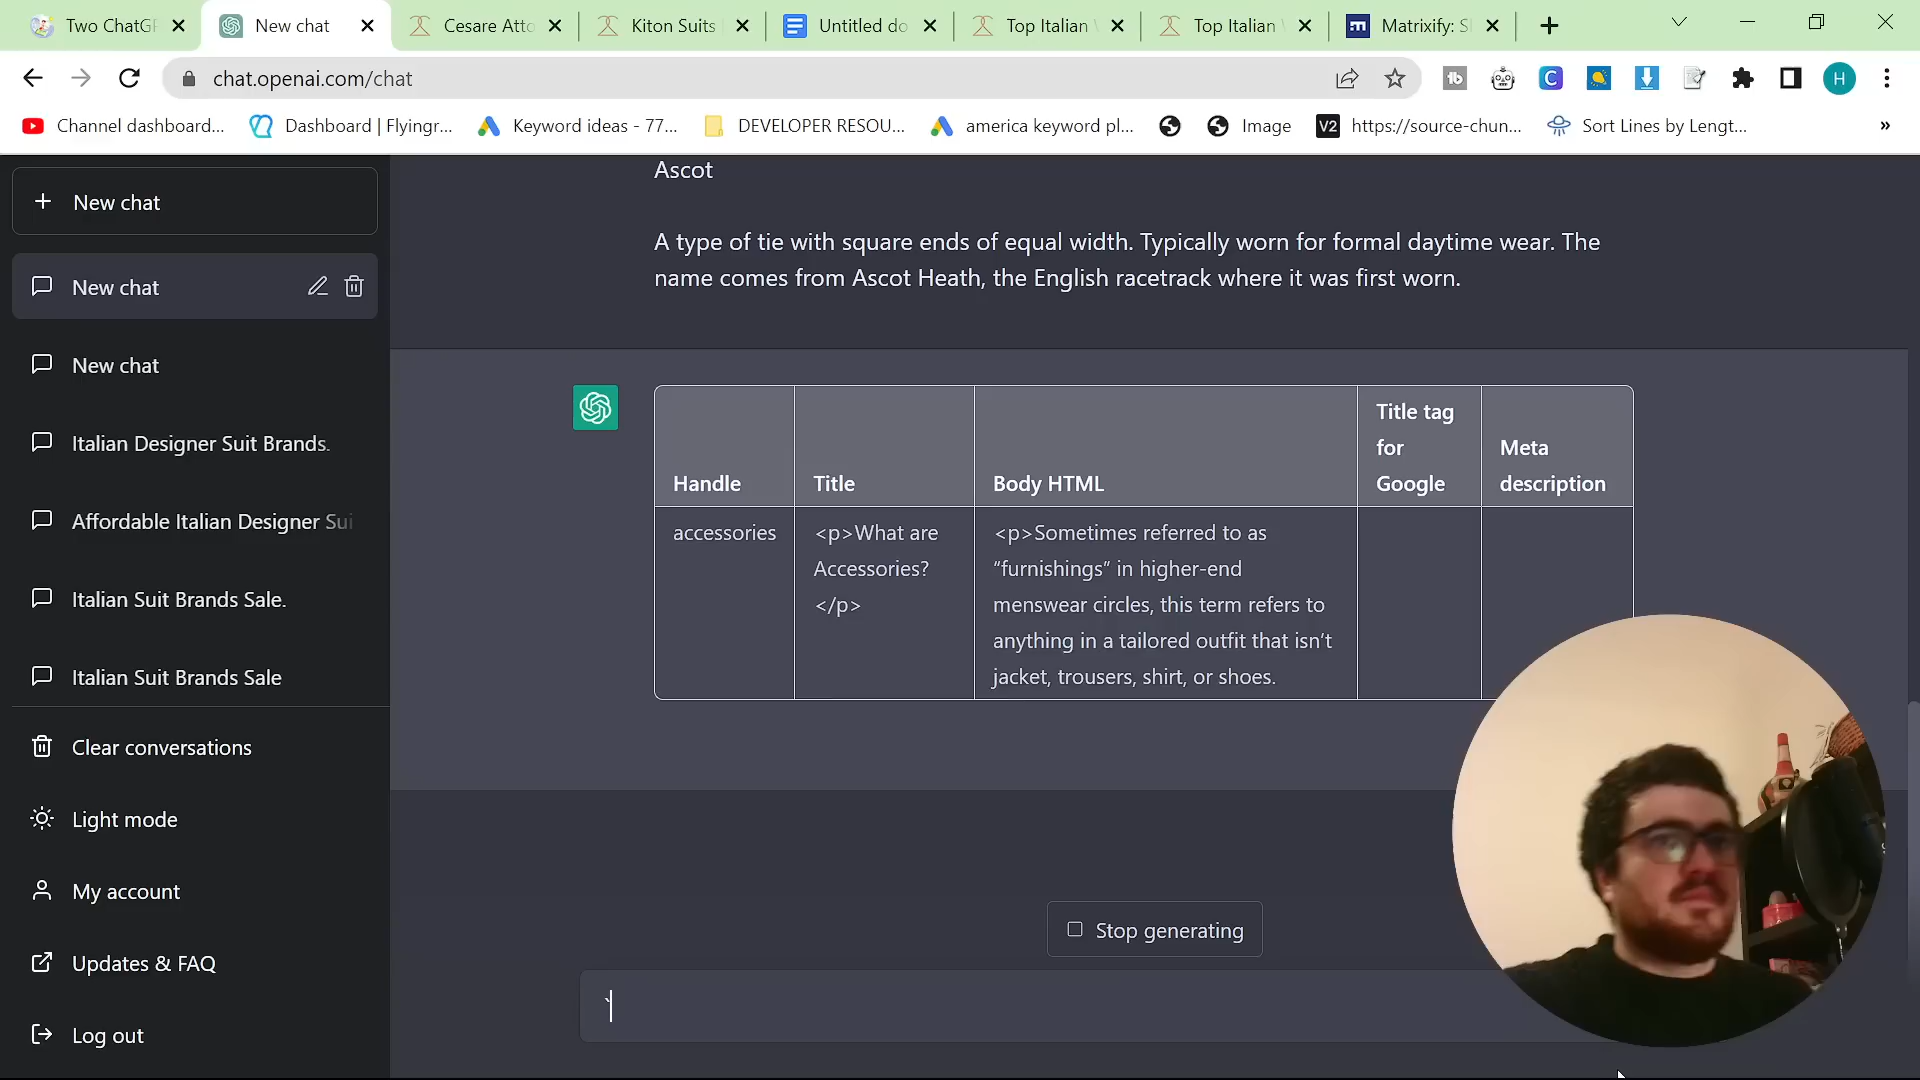 Two ChatGP
New chat
Cesare Atto
Kiton Suits
Untitled do
Top Italian
Top Italian
Matrixify: S
chat.openai.com/chat
H
Channel dashboard...
Dashboard | Flyingr...
Keyword ideas - 77...
DEVELOPER RESOU...
america keyword pl...
Image
V2
https://source-chun...
Sort Lines by Lengt...
»
+ New chat
New chat
New chat
Italian Designer Suit Brands.
Affordable Italian Designer Sui
Italian Suit Brands Sale.
Italian Suit Brands Sale
Clear conversations
Light mode
My account
Updates & FAQ
Log out
Ascot
A type of tie with square ends of equal width. Typically worn for formal daytime wear. The
name comes from Ascot Heath, the English racetrack where it was first worn.
Handle
Title
Body HTML
Title tag
for
Google
Meta
description
accessories
<p>What are
Accessories?
</p>
<p>Sometimes referred to as
“furnishings” in higher-end
menswear circles, this term refers to
anything in a tailored outfit that isn’t
jacket, trousers, shirt, or shoes.
Stop generating
`